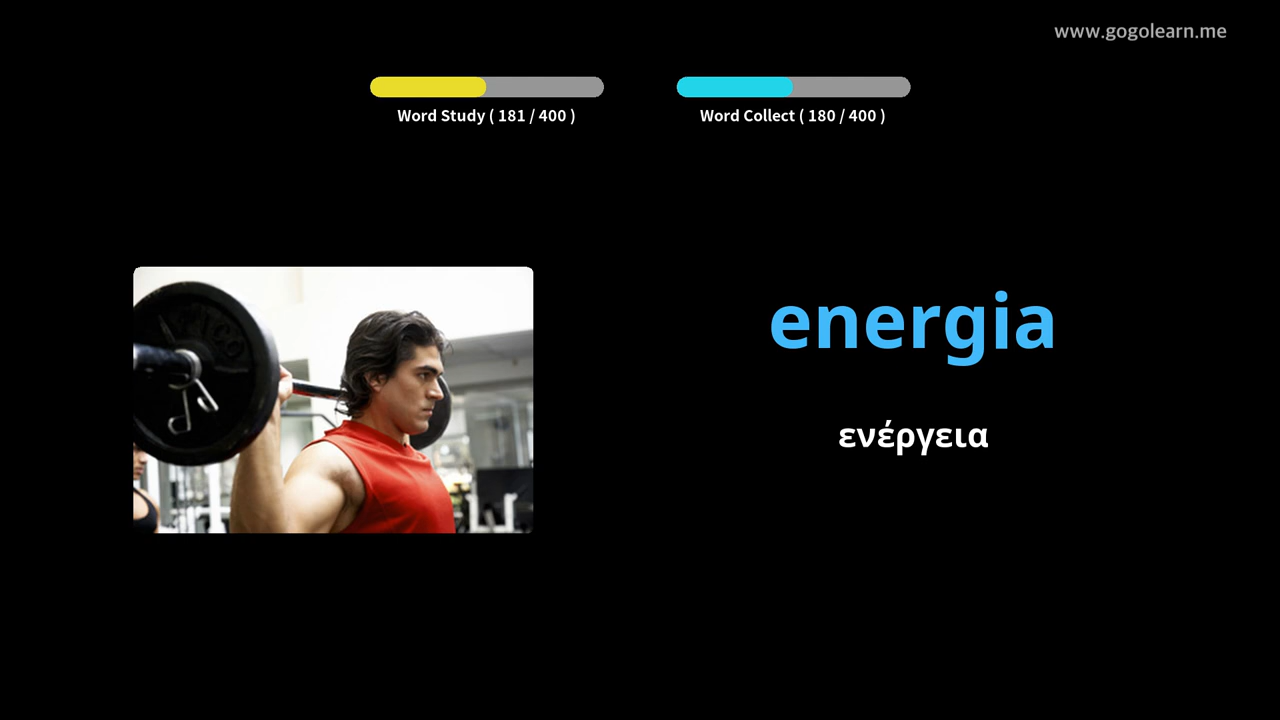 www.gogolearn.me
Word Study ( 181 / 400 )
Word Collect ( 180 / 400 )
energia
ενέργεια